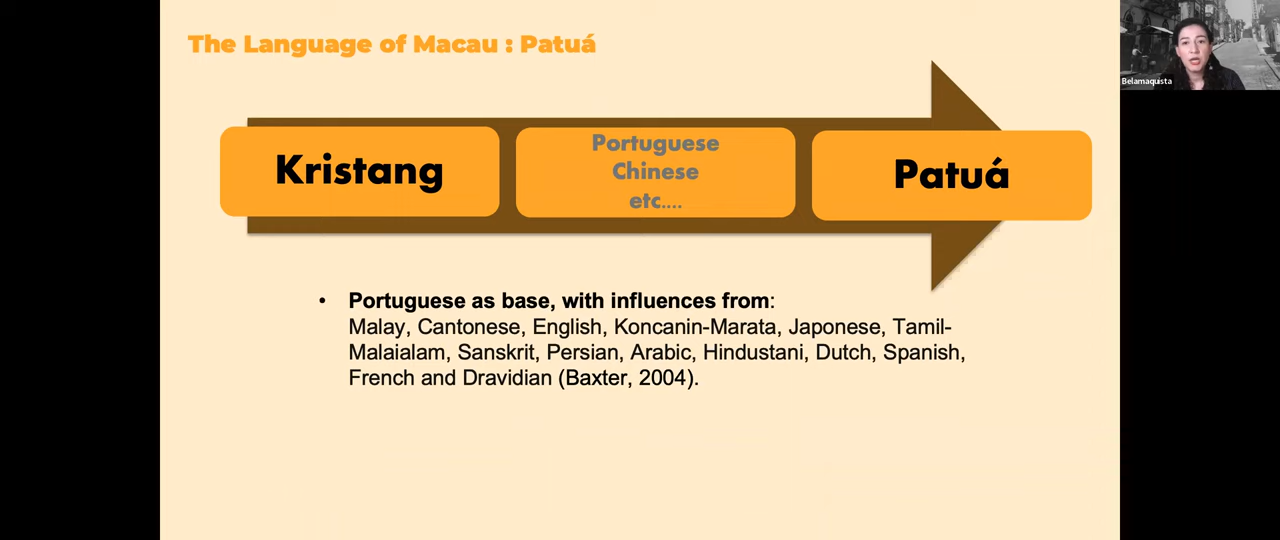 The Language of Macau : Patuá
Belamaquista
Kristang
Portuguese
Chinese
etc....
Patuá
• Portuguese as base, with influences from:
Malay, Cantonese, English, Koncanin-Marata, Japonese, Tamil-
Malaialam, Sanskrit, Persian, Arabic, Hindustani, Dutch, Spanish,
French and Dravidian (Baxter, 2004).